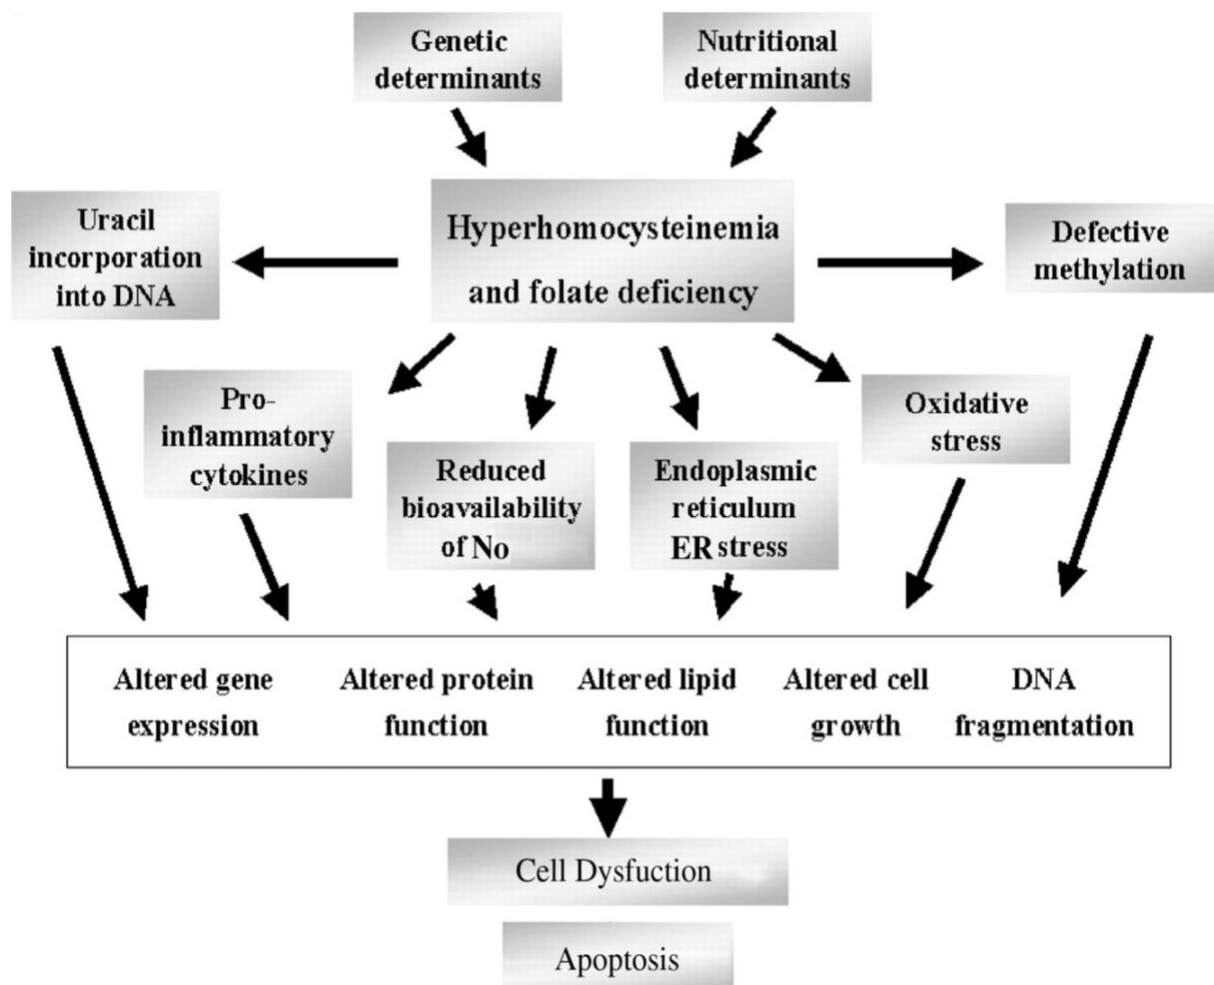 Genetic
determinants
Nutritional
determinants
Uracil
incorporation
into DNA
Hyperhomocysteinemia
and folate deficiency
Defective
methylation
Pro-
inflammatory
cytokines
Reduced
bioavailability
of No
Endoplasmic
reticulum
ER stress
Oxidative
stress
Altered gene
expression
Altered protein
function
Altered lipid
function
Altered cell
growth
DNA
fragmentation
Cell Dysfuction
Apoptosis